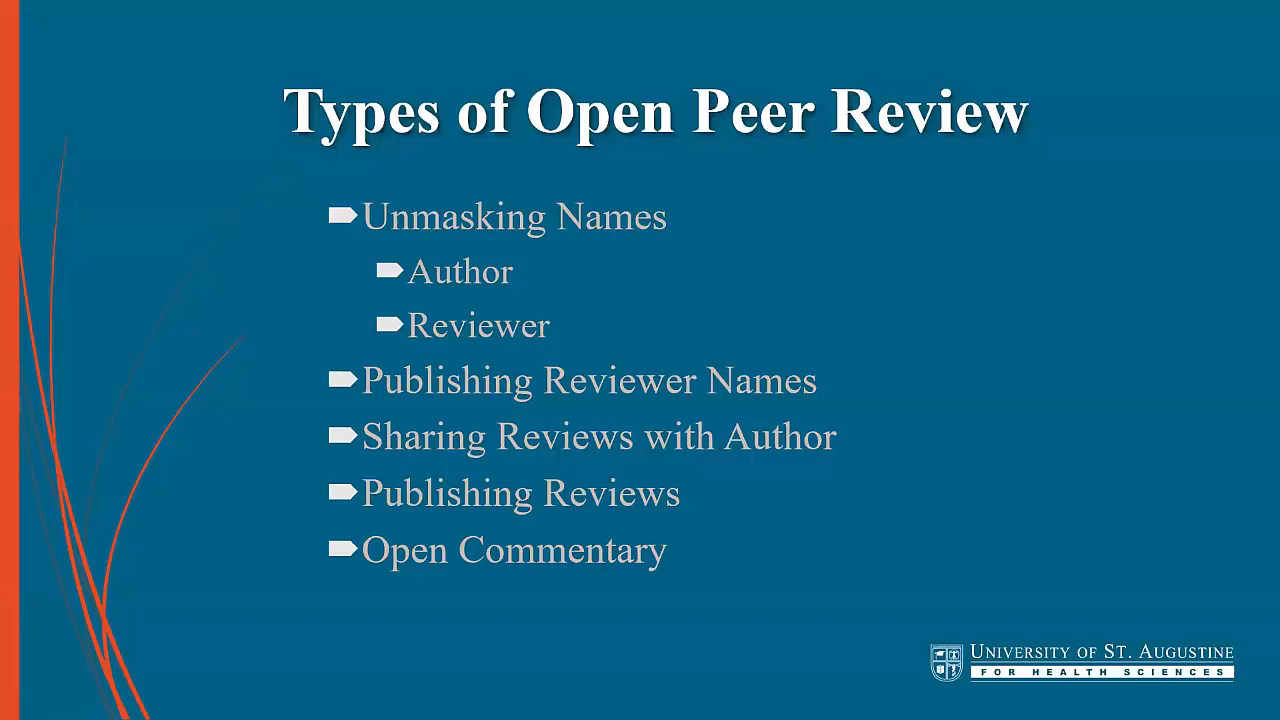 Types of Open Peer Review
Unmasking Names
Author
Reviewer
Publishing Reviewer Names
Sharing Reviews with Author
Publishing Reviews
Open Commentary
UNIVERSITY OF ST. AUGUSTINE
FOR HEALTH SCIENCES